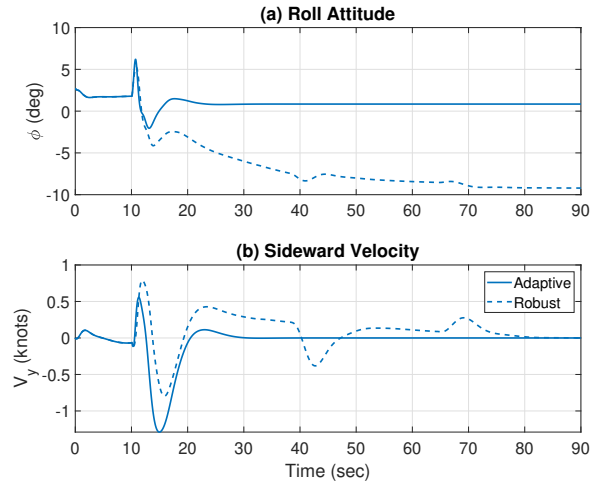 (a) Roll Attitude
10
5
0
-5
-10
ϕ (deg)
0 10 20 30 40 50 60 70 80 90
(b) Sideward Velocity
1
0.5
0
-0.5
-1
V_y (knots)
Adaptive
Robust
0 10 20 30 40 50 60 70 80 90
Time (sec)